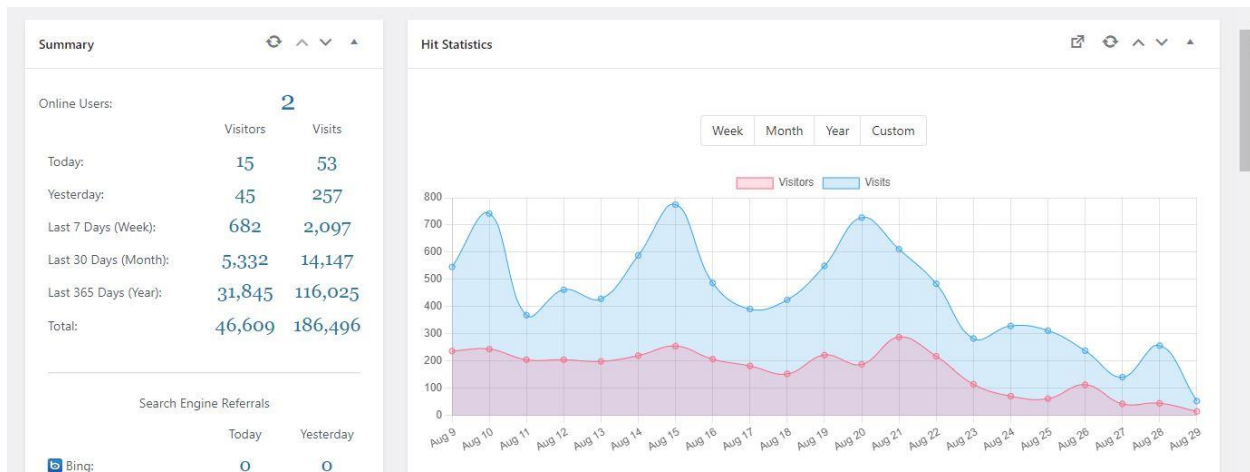 Summary
Online Users: 2
Visitors Visits
Today: 15 53
Yesterday: 45 257
Last 7 Days (Week): 682 2,097
Last 30 Days (Month): 5,332 14,147
Last 365 Days (Year): 31,845 116,025
Total: 46,609 186,496
Search Engine Referrals
Today Yesterday
Bing: 0 0
Hit Statistics
Week Month Year Custom
Visitors Visits
800
700
600
500
400
300
200
100
0
Aug 9 Aug 10 Aug 11 Aug 12 Aug 13 Aug 14 Aug 15 Aug 16 Aug 17 Aug 18 Aug 19 Aug 20 Aug 21 Aug 22 Aug 23 Aug 24 Aug 25 Aug 26 Aug 27 Aug 28 Aug 29